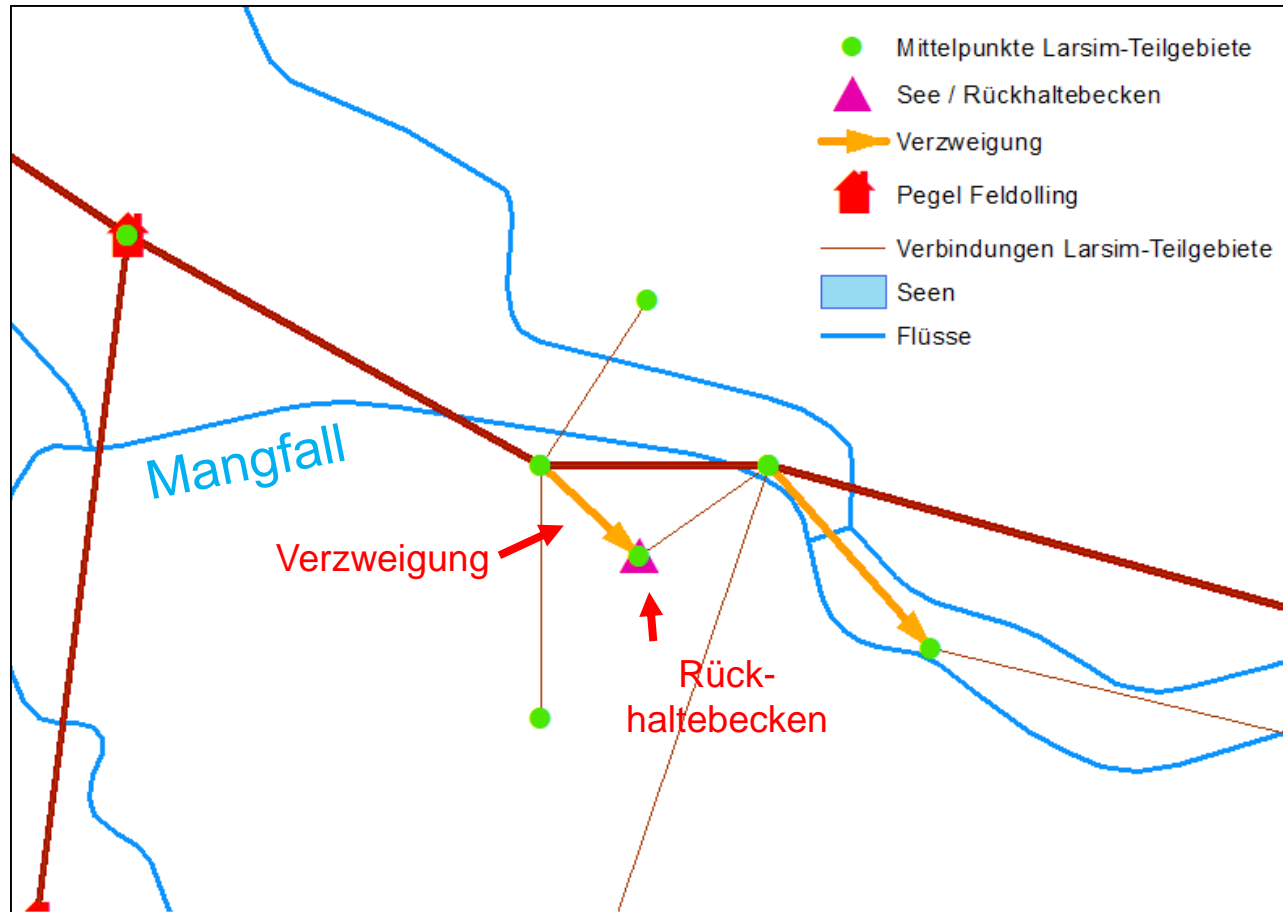 Mittelpunkte Larsim-Teilgebiete
See / Rückhaltebecken
Verzweigung
Pegel Feldolling
Verbindungen Larsim-Teilgebiete
Seen
Flüsse
Mangfall
Verzweigung
Rück-
haltebecken